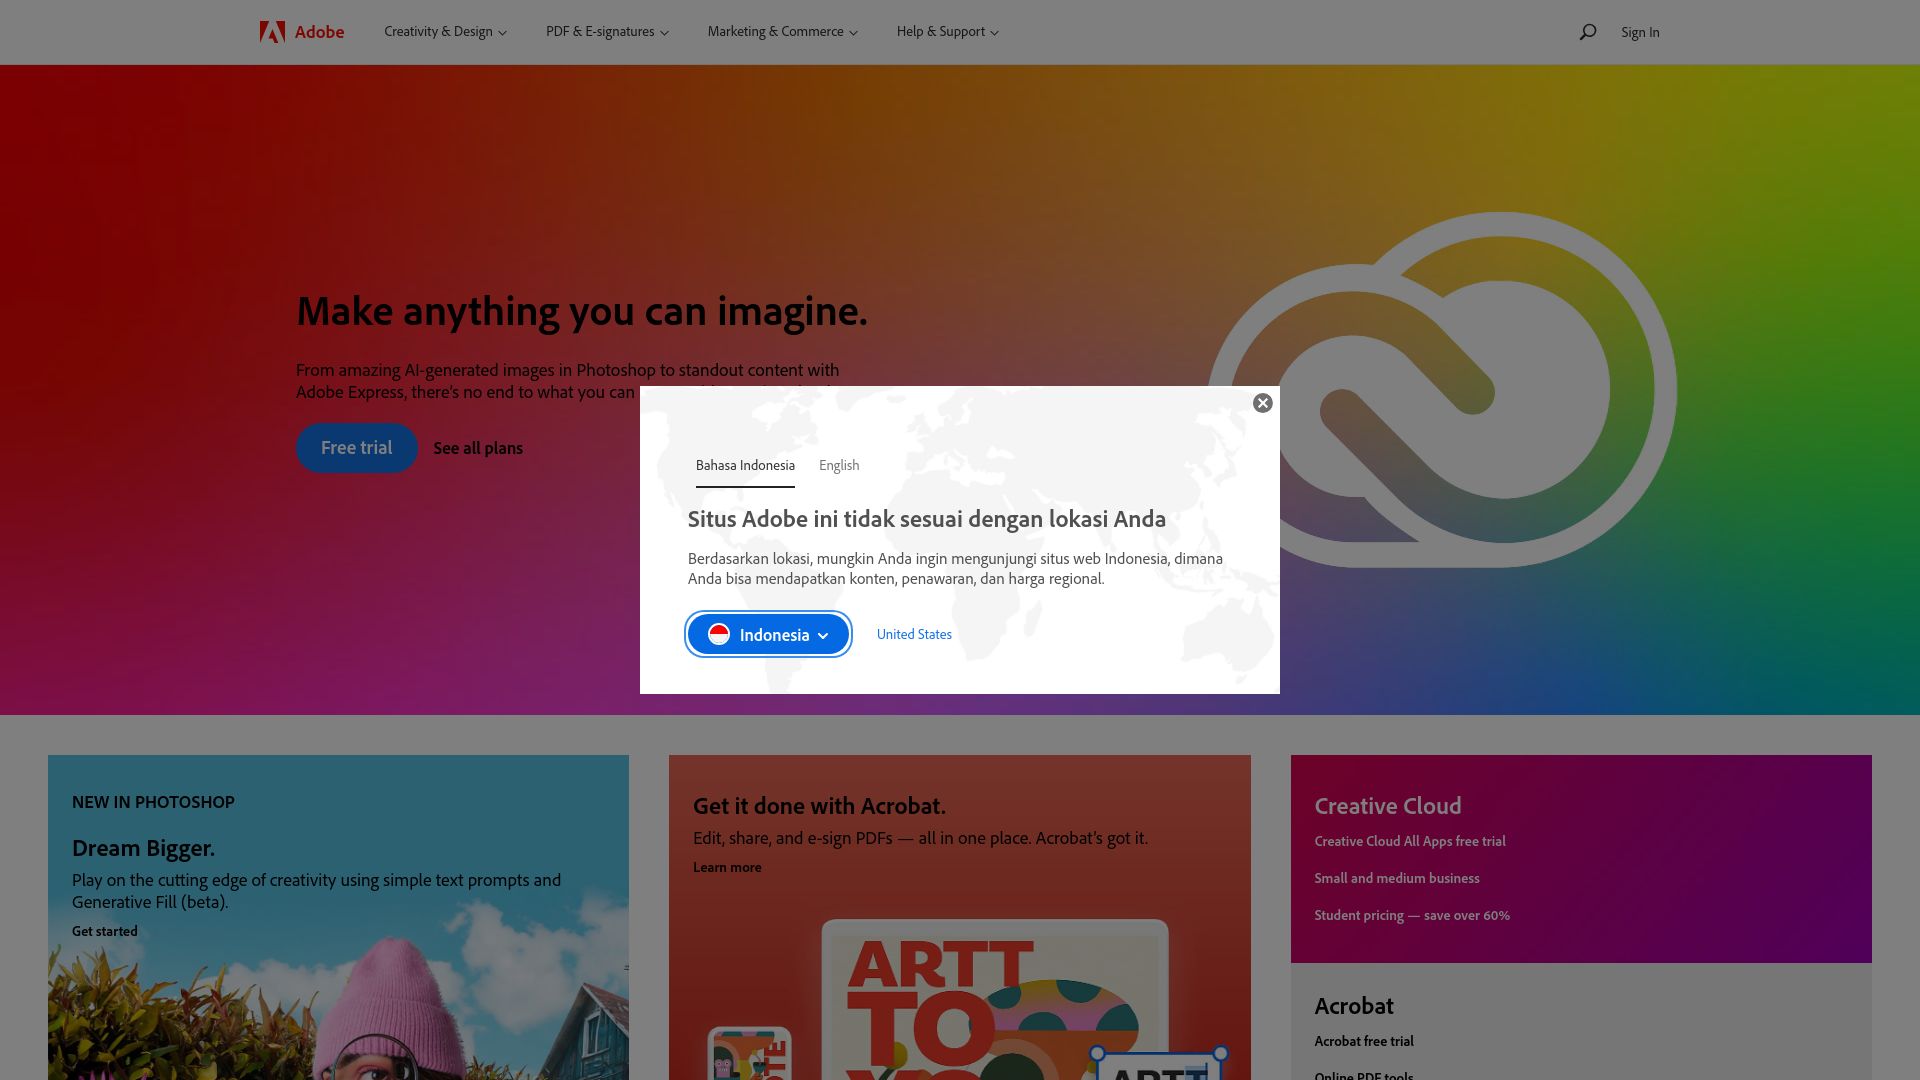 Adobe
Creativity & Design
PDF & E-signatures
Marketing & Commerce
Help & Support
Sign In
Make anything you can imagine.
From amazing AI-generated images in Photoshop to standout content with
Adobe Express, there's no end to what you can
Free trial
See all plans
Bahasa Indonesia
English
Situs Adobe ini tidak sesuai dengan lokasi Anda
Berdasarkan lokasi, mungkin Anda ingin mengunjungi situs web Indonesia, dimana
Anda bisa mendapatkan konten, penawaran, dan harga regional.
Indonesia
United States
NEW IN PHOTOSHOP
Dream Bigger.
Play on the cutting edge of creativity using simple text prompts and
Generative Fill (beta).
Get started
Get it done with Acrobat.
Edit, share, and e-sign PDFs — all in one place. Acrobat's got it.
Learn more
ARTT
TO
ARTT
Creative Cloud
Creative Cloud All Apps free trial
Small and medium business
Student pricing — save over 60%
Acrobat
Acrobat free trial
Online PDF tools